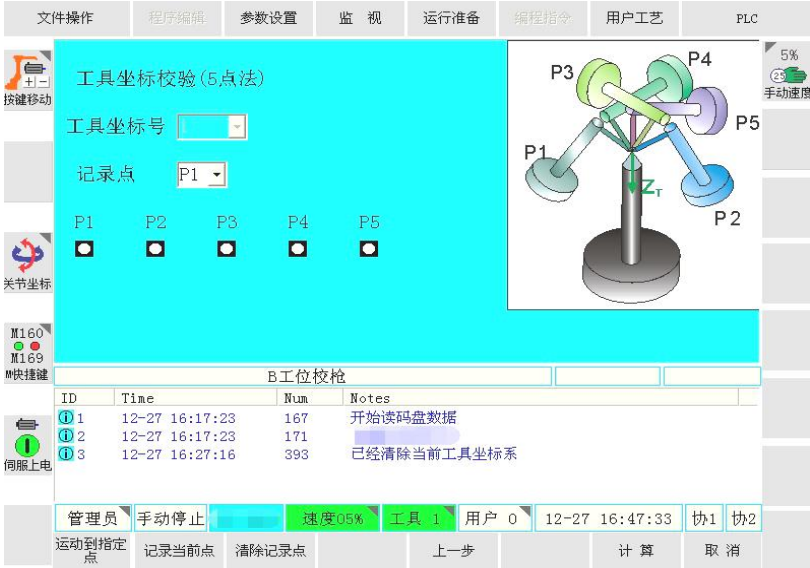 文件操作 程序编辑 参数设置 监 视 运行准备 编程指令 用户工艺 PLC
按键移动
工具坐标校验(5点法)
工具坐标号
记录点 P1
P1 P2 P3 P4 P5
P3 P4 P5 P1 P2 ZT
5%
25
手动速度
关节坐标
M160
M169
M快捷键
伺服上电
B工位校枪
ID Time Num Notes
1 12-27 16:17:23 167 开始读码盘数据
2 12-27 16:17:23 171
3 12-27 16:27:16 393 已经清除当前工具坐标系
管理员 手动停止 速度05% 工具 1 用户 0 12-27 16:47:33 协1 协2
运动到指定点 记录当前点 清除记录点 上一步 计 算 取 消